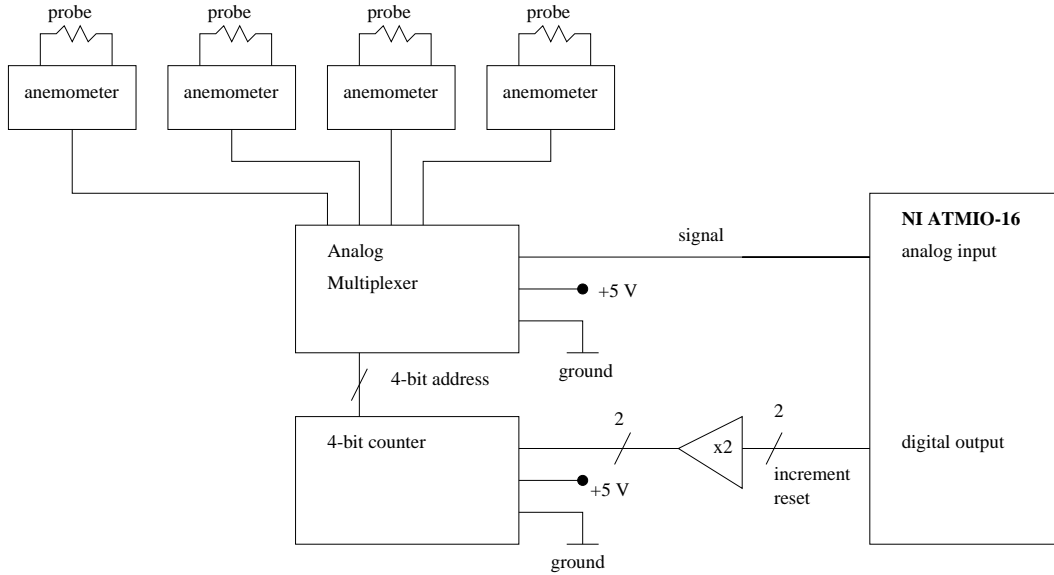 probe
probe
probe
probe
anemometer
anemometer
anemometer
anemometer
NI ATMIO-16
Analog
signal
analog input
Multiplexer
+5 V
ground
4-bit address
2
2
4-bit counter
x2
digital output
increment
+5 V
reset
ground